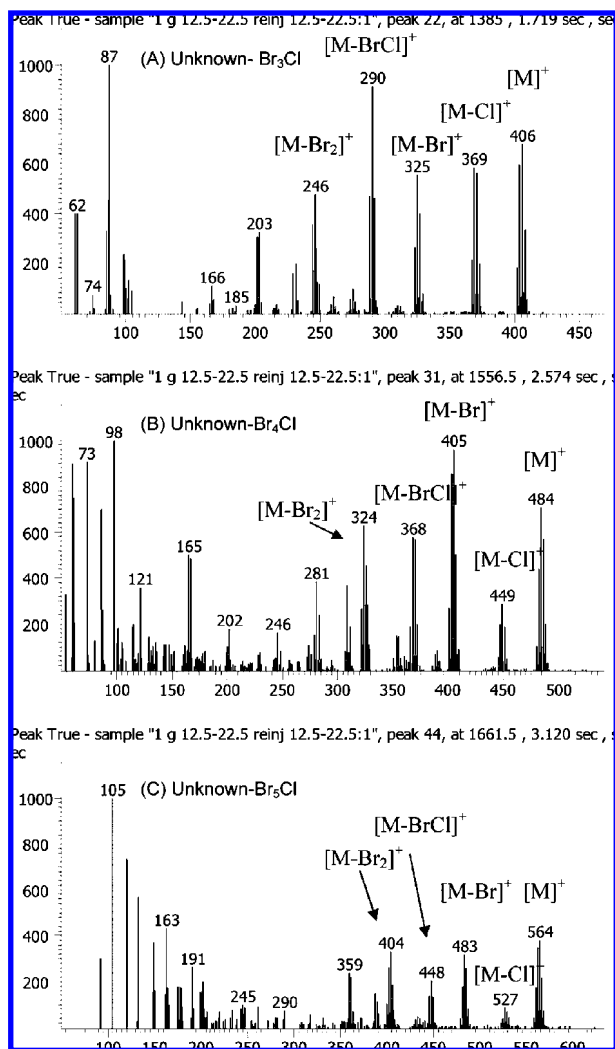 Peak True - sample "1 g 12.5-22.5 reinj 12.5-22.5:1", peak 22, at 1385 , 1.719 sec , sec
(A) Unknown- Br₃Cl
[M-BrCl]⁺
[M]⁺
[M-Cl]⁺
[M-Br₂]⁺ [M-Br]⁺
1000
800
600
400
200
62 74 87 166 185 203 246 290 325 369 406
100 150 200 250 300 350 400 450
Peak True - sample "1 g 12.5-22.5 reinj 12.5-22.5:1", peak 31, at 1556.5 , 2.574 sec , s
ec
(B) Unknown-Br₄Cl
[M-Br]⁺
[M]⁺
[M-BrCl]⁺
[M-Br₂]⁺
[M-Cl]⁺
1000
800
600
400
200
73 98 121 165 202 246 281 324 368 405 449 484
100 150 200 250 300 350 400 450 500
Peak True - sample "1 g 12.5-22.5 reinj 12.5-22.5:1", peak 44, at 1661.5 , 3.120 sec , s
ec
(C) Unknown-Br₅Cl
[M-BrCl]⁺
[M-Br₂]⁺
[M-Br]⁺ [M]⁺
[M-Cl]⁺
1000
800
600
400
200
105 163 191 245 290 359 404 448 483 527 564
100 200 300 400 500 600